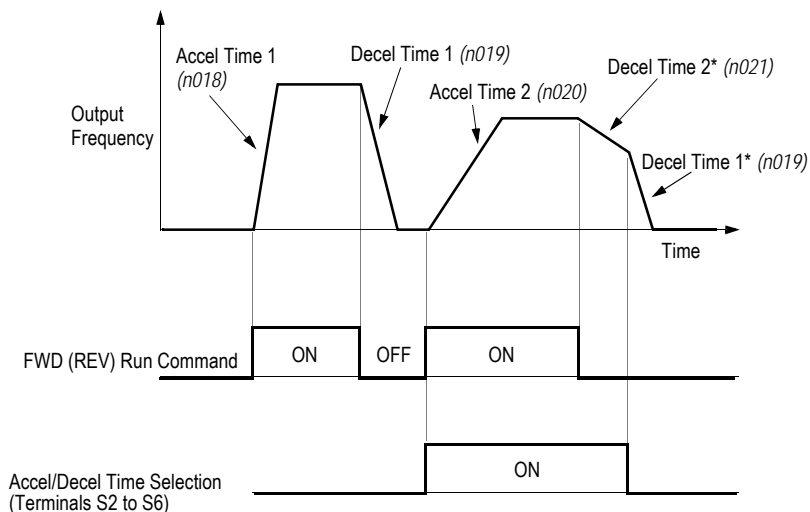 Accel Time 1
(n018)
Decel Time 1 (n019)
Accel Time 2 (n020)
Decel Time 2* (n021)
Decel Time 1* (n019)
Output
Frequency
Time
FWD (REV) Run Command
ON
OFF
ON
Accel/Decel Time Selection
(Terminals S2 to S6)
ON